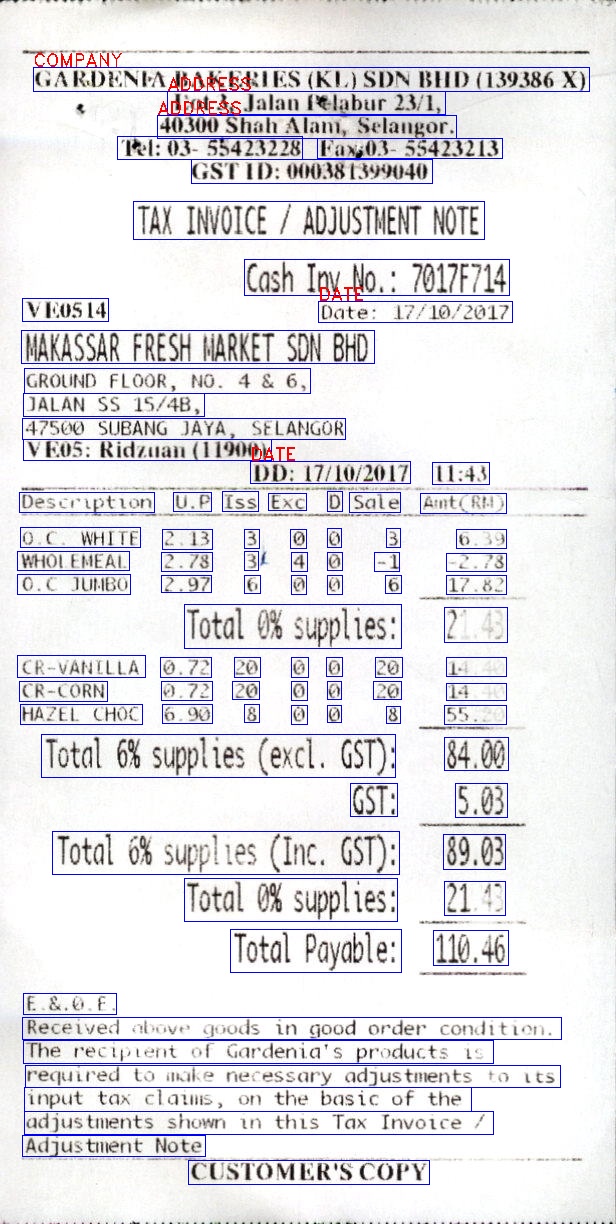 COMPANY
GARDENIA BAKERIES (KL) SDN BHD (139386 X)
ADDRESS
Lot 3, Jalan Pelabur 23/1,
ADDRESS
40300 Shah Alam, Selangor.
Tel: 03- 55423228 Fax:03- 55423213
GST ID: 000381399040
TAX INVOICE / ADJUSTMENT NOTE
Cash Inv No.: 7017F714
DATE
VE0514 Date: 17/10/2017
MAKASSAR FRESH MARKET SDN BHD
GROUND FLOOR, NO. 4 & 6,
JALAN SS 15/4B,
47500 SUBANG JAYA, SELANGOR
VE05: Ridzuan (11900)
DATE
DD: 17/10/2017 11:43
Description U.P Iss Exc D Sale Amt(RM)
O.C. WHITE 2.13 3 0 0 3 6.39
WHOLEMEAL 2.78 3 4 0 -1 -2.78
O.C JUMBO 2.97 6 0 0 6 17.82
Total 0% supplies: 21.43
CR-VANILLA 0.72 20 0 0 20 14.40
CR-CORN 0.72 20 0 0 20 14.40
HAZEL CHOC 6.90 8 0 0 8 55.20
Total 6% supplies (excl. GST): 84.00
GST: 5.03
Total 6% supplies (Inc. GST): 89.03
Total 0% supplies: 21.43
Total Payable: 110.46
E.&.O.E.
Received above goods in good order condition.
The recipient of Gardenia's products is
required to make necessary adjustments to its
input tax claims, on the basic of the
adjustments shown in this Tax Invoice /
Adjustment Note
CUSTOMER'S COPY